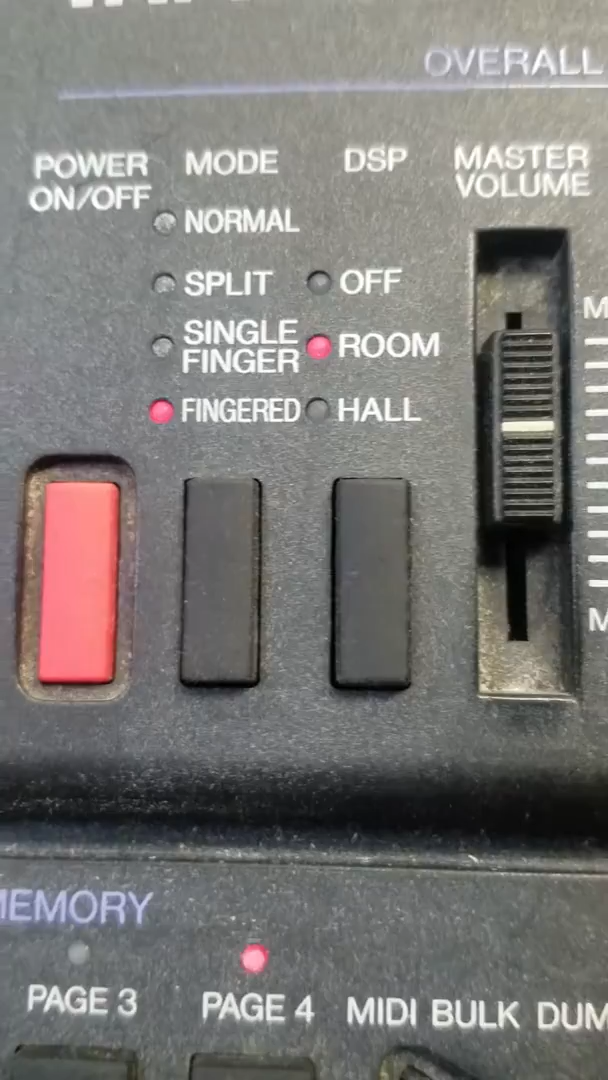 OVERALL
POWER
ON/OFF
MODE
DSP
MASTER
VOLUME
NORMAL
SPLIT
OFF
SINGLE
FINGER
ROOM
FINGERED
HALL
M
M
MEMORY
PAGE 3
PAGE 4
MIDI BULK DUM